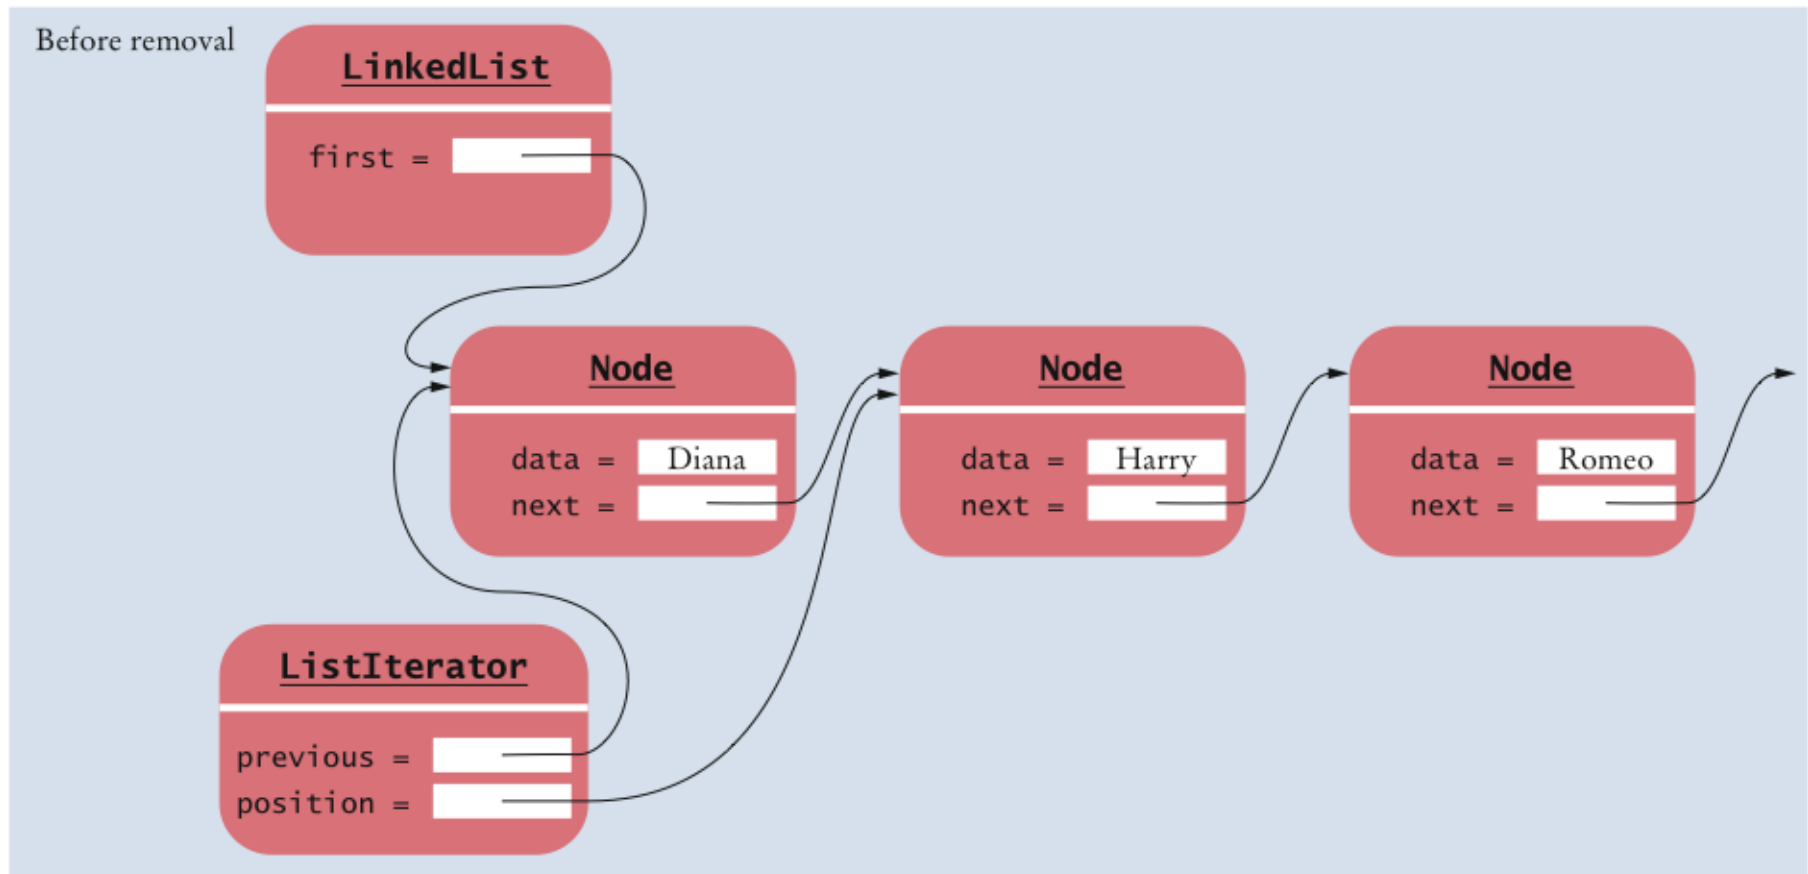 Before removal
LinkedList
first =
Node
data = Diana
next =
Node
data = Harry
next =
Node
data = Romeo
next =
ListIterator
previous =
position =